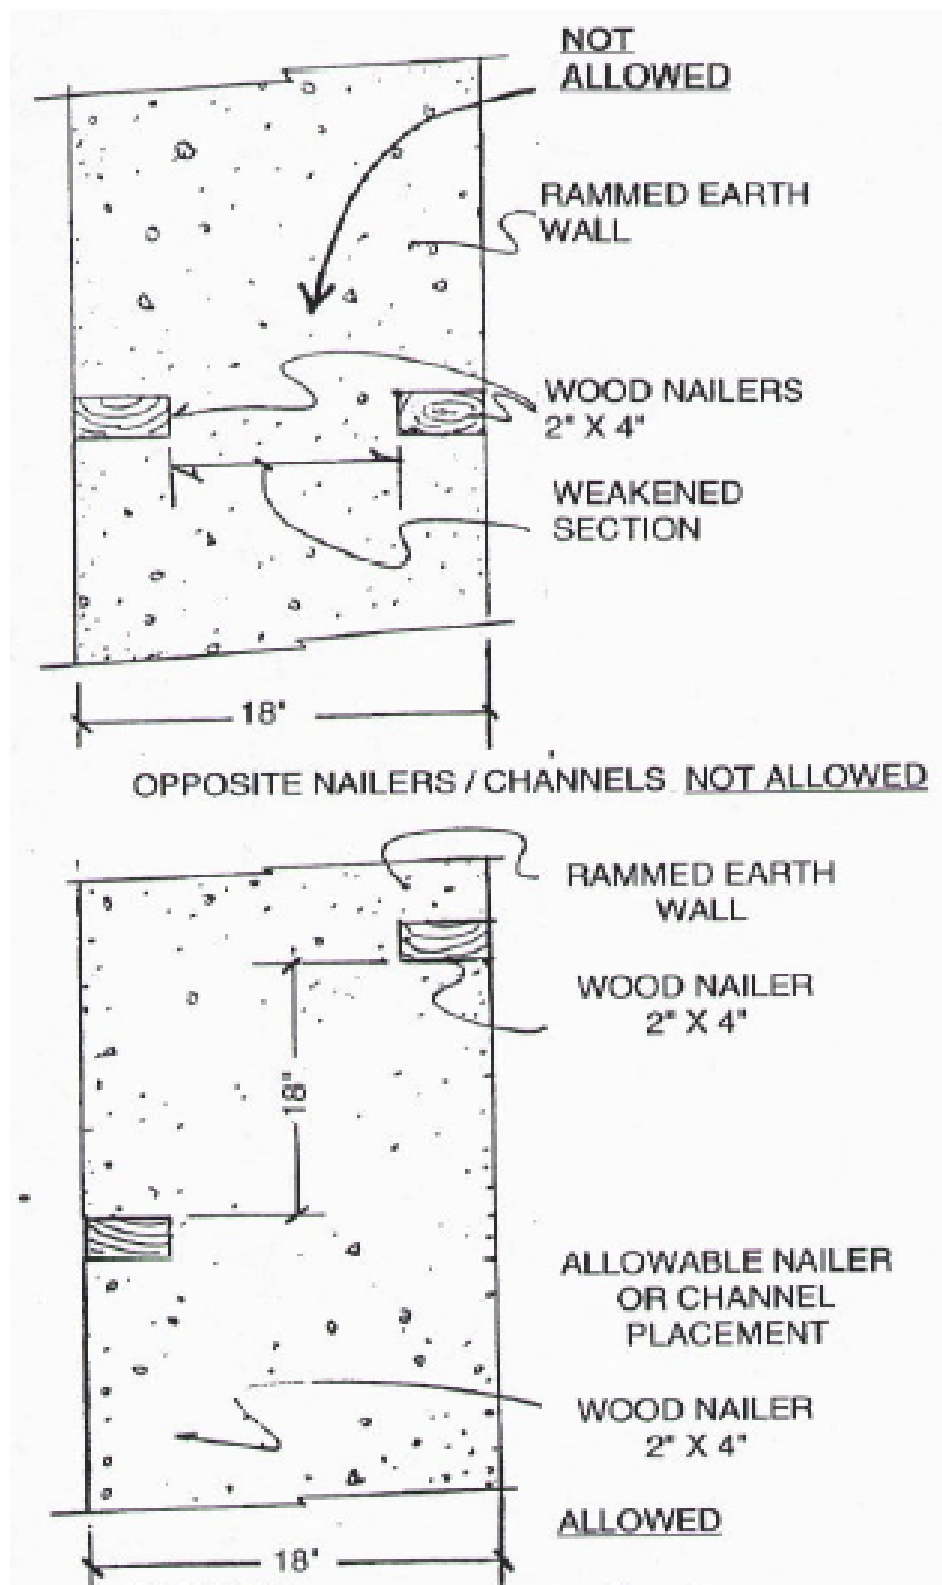 NOT
ALLOWED
RAMMED EARTH
WALL
WOOD NAILERS
2" X 4"
WEAKENED
SECTION
18"
OPPOSITE NAILERS / CHANNELS NOT ALLOWED
RAMMED EARTH
WALL
WOOD NAILER
2" X 4"
18"
ALLOWABLE NAILER
OR CHANNEL
PLACEMENT
WOOD NAILER
2" X 4"
ALLOWED
18"